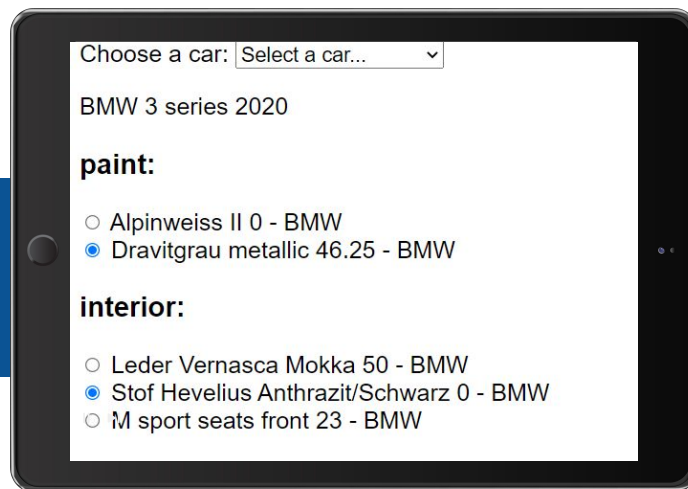 Choose a car: Select a car...
BMW 3 series 2020
paint:
Alpinweiss II 0 - BMW
Dravitgrau metallic 46.25 - BMW
interior:
Leder Vernasca Mokka 50 - BMW
Stof Hevelius Anthrazit/Schwarz 0 - BMW
M sport seats front 23 - BMW